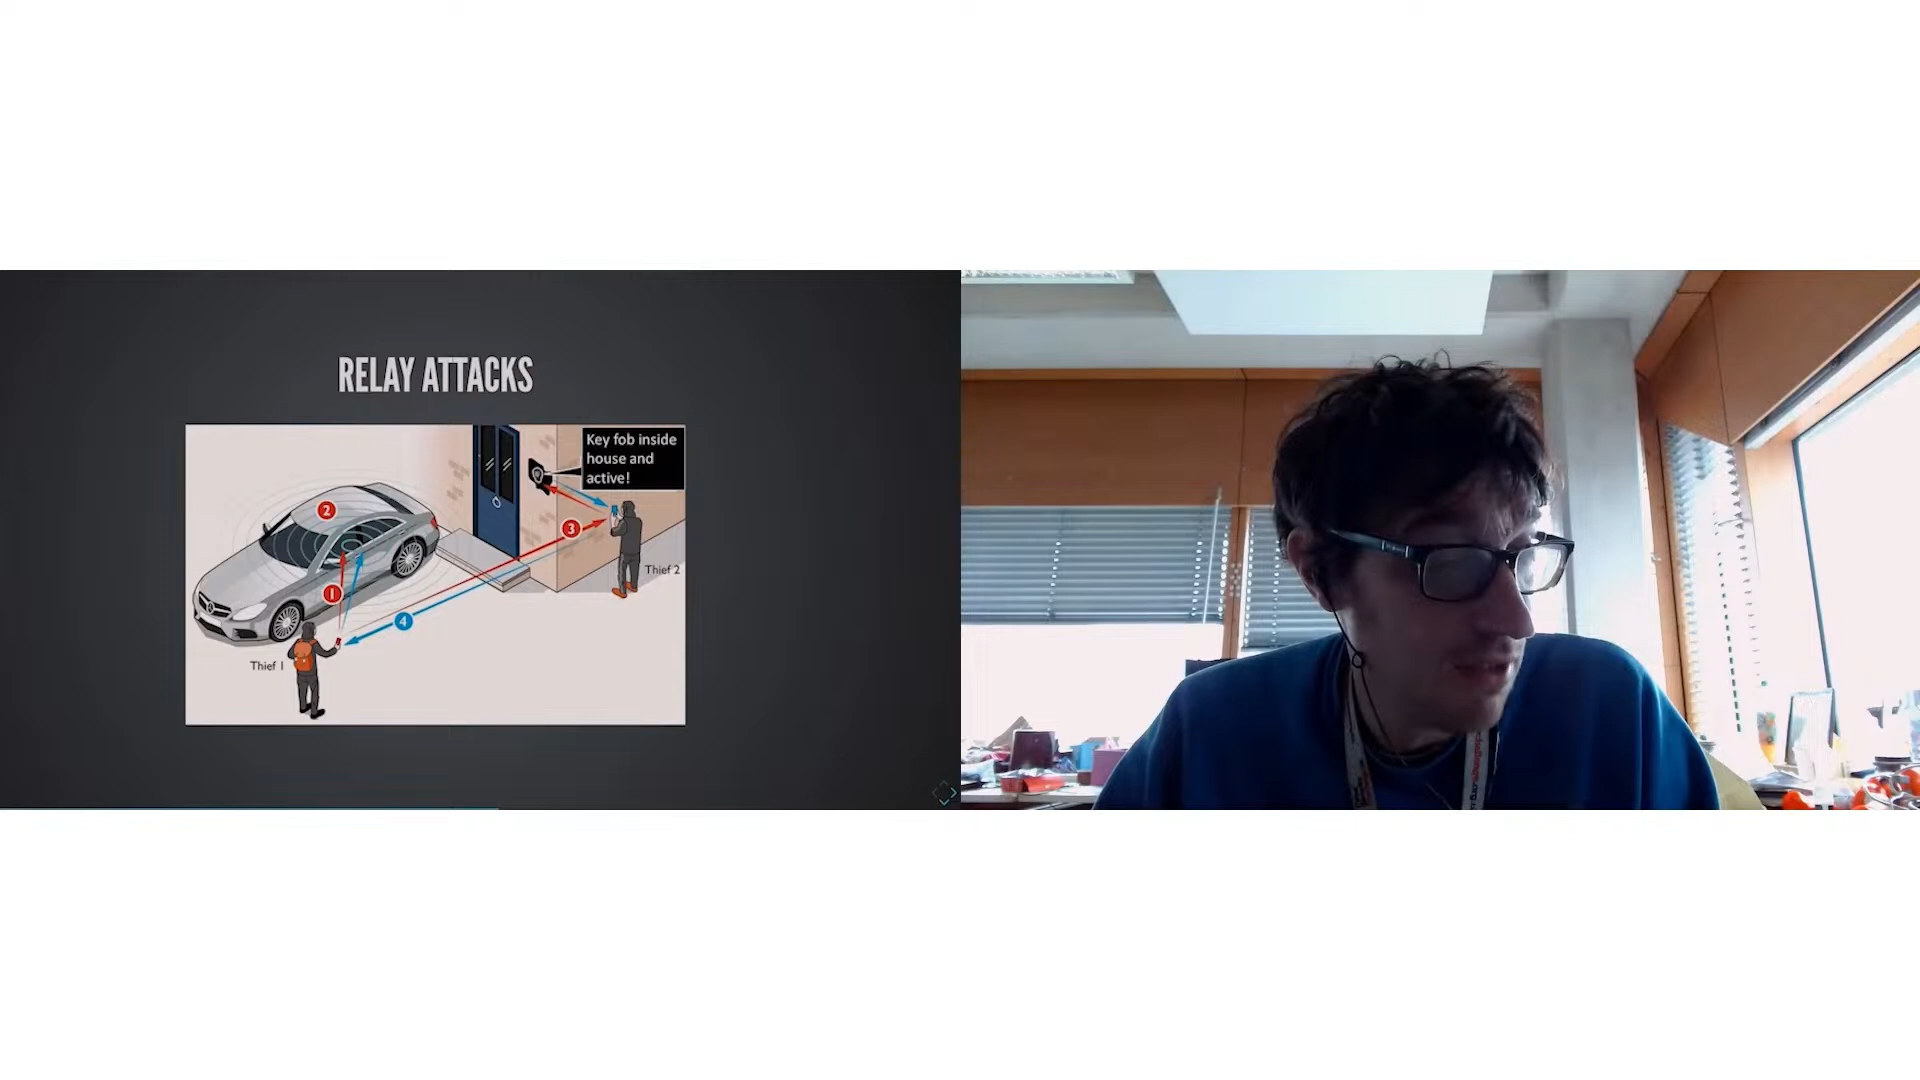 RELAY ATTACKS
Key fob inside
house and
active!
2
3
Thief 2
1
4
Thief 1